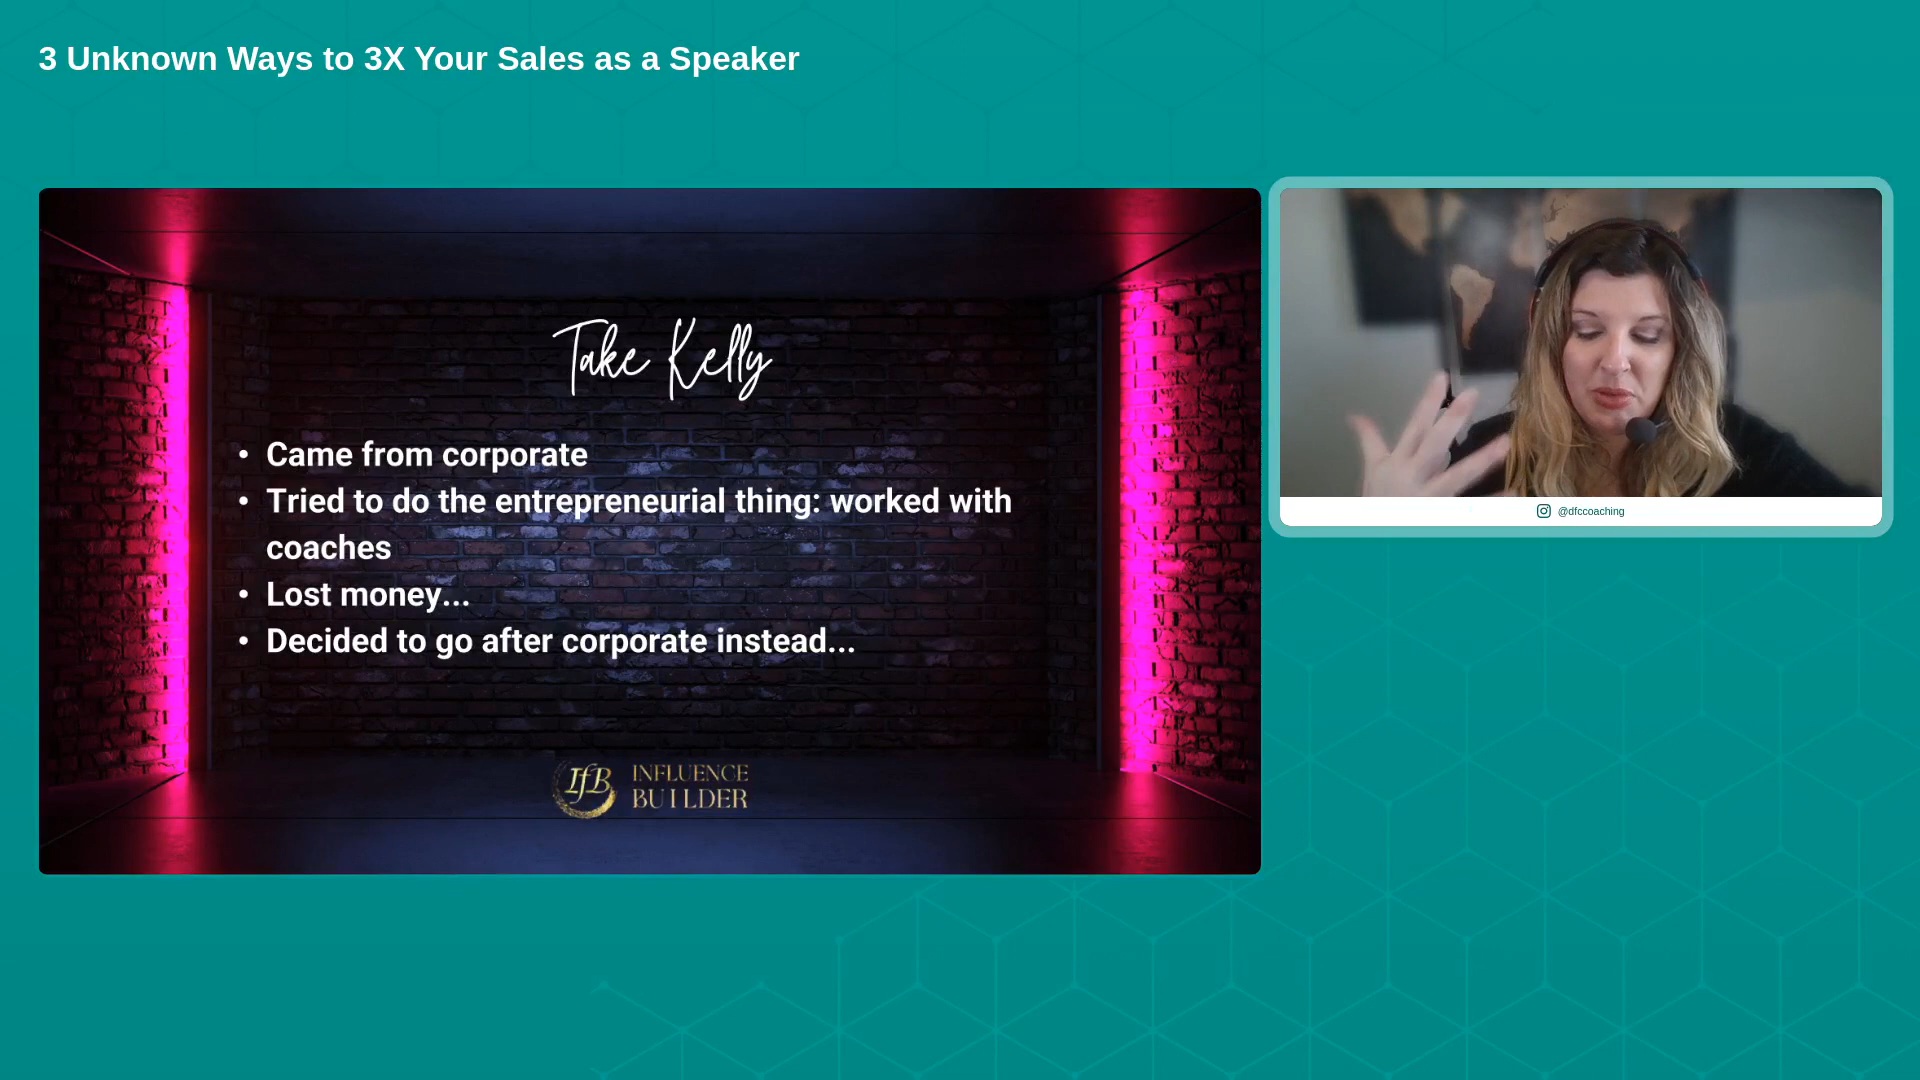 3 Unknown Ways to 3X Your Sales as a Speaker
Take Kelly
• Came from corporate
• Tried to do the entrepreneurial thing: worked with
coaches
• Lost money...
• Decided to go after corporate instead...
IfB
INFLUENCE
BUILDER
@dfccoaching